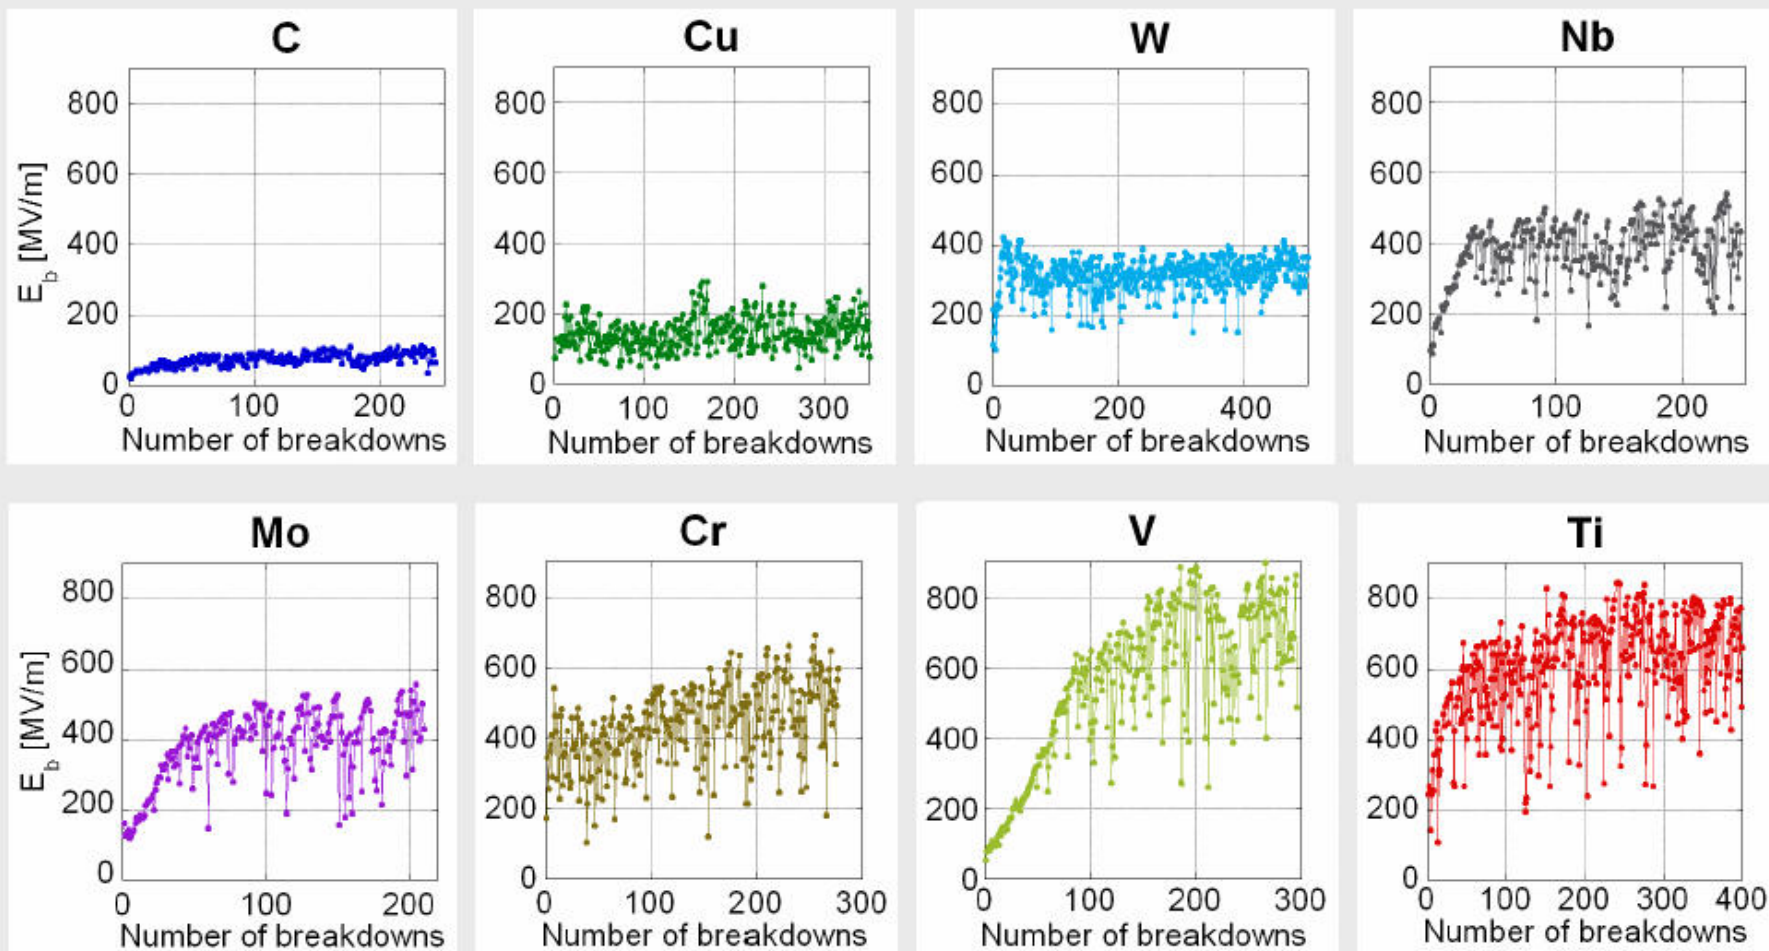 C Cu W Nb
800 800 800 800
600 600 600 600
E_b [MV/m]
400 400 400 400
200 200 200 200
0 0 0 0
0 100 200 0 100 200 300 0 200 400 0 100 200
Number of breakdowns Number of breakdowns Number of breakdowns Number of breakdowns
Mo Cr V Ti
800 800 800 800
600 600 600 600
E_b [MV/m]
400 400 400 400
200 200 200 200
0 0 0 0
0 100 200 0 100 200 300 0 100 200 300 0 100 200 300 400
Number of breakdowns Number of breakdowns Number of breakdowns Number of breakdowns